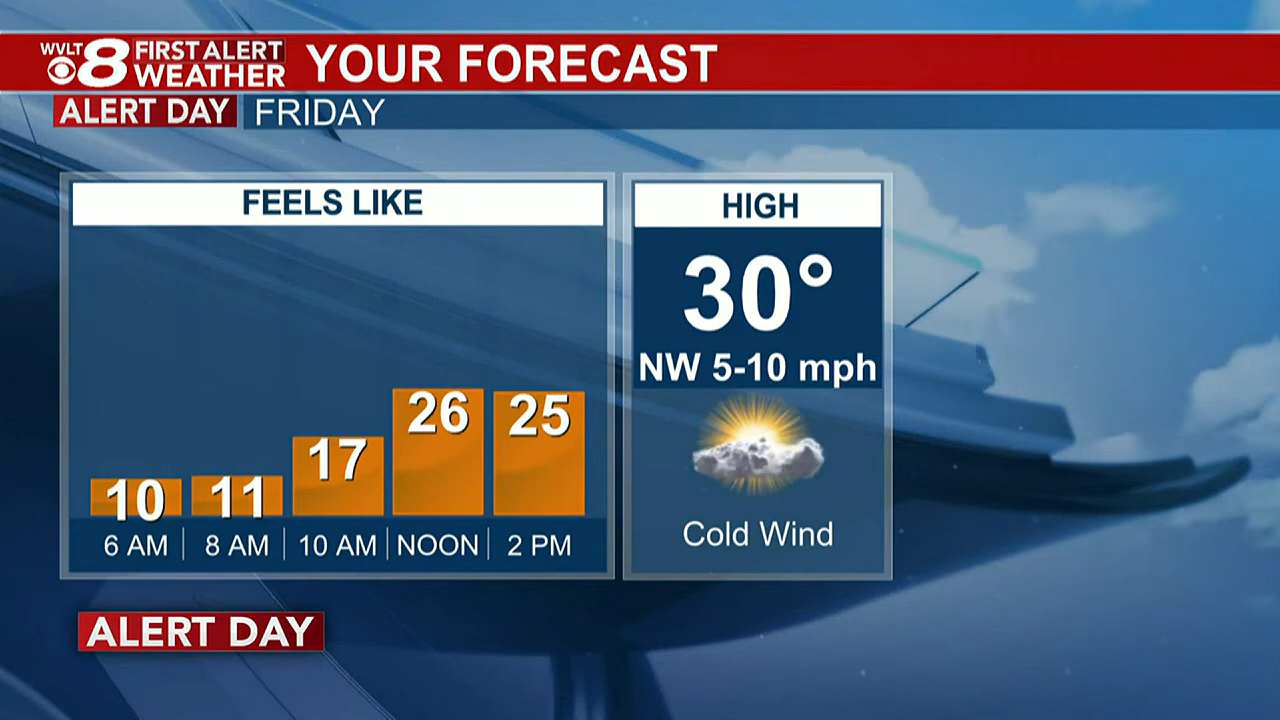 WVLT 8 FIRST ALERT WEATHER
YOUR FORECAST
ALERT DAY FRIDAY
FEELS LIKE
10 11 17 26 25
6 AM 8 AM 10 AM NOON 2 PM
HIGH
30°
NW 5-10 mph
Cold Wind
ALERT DAY